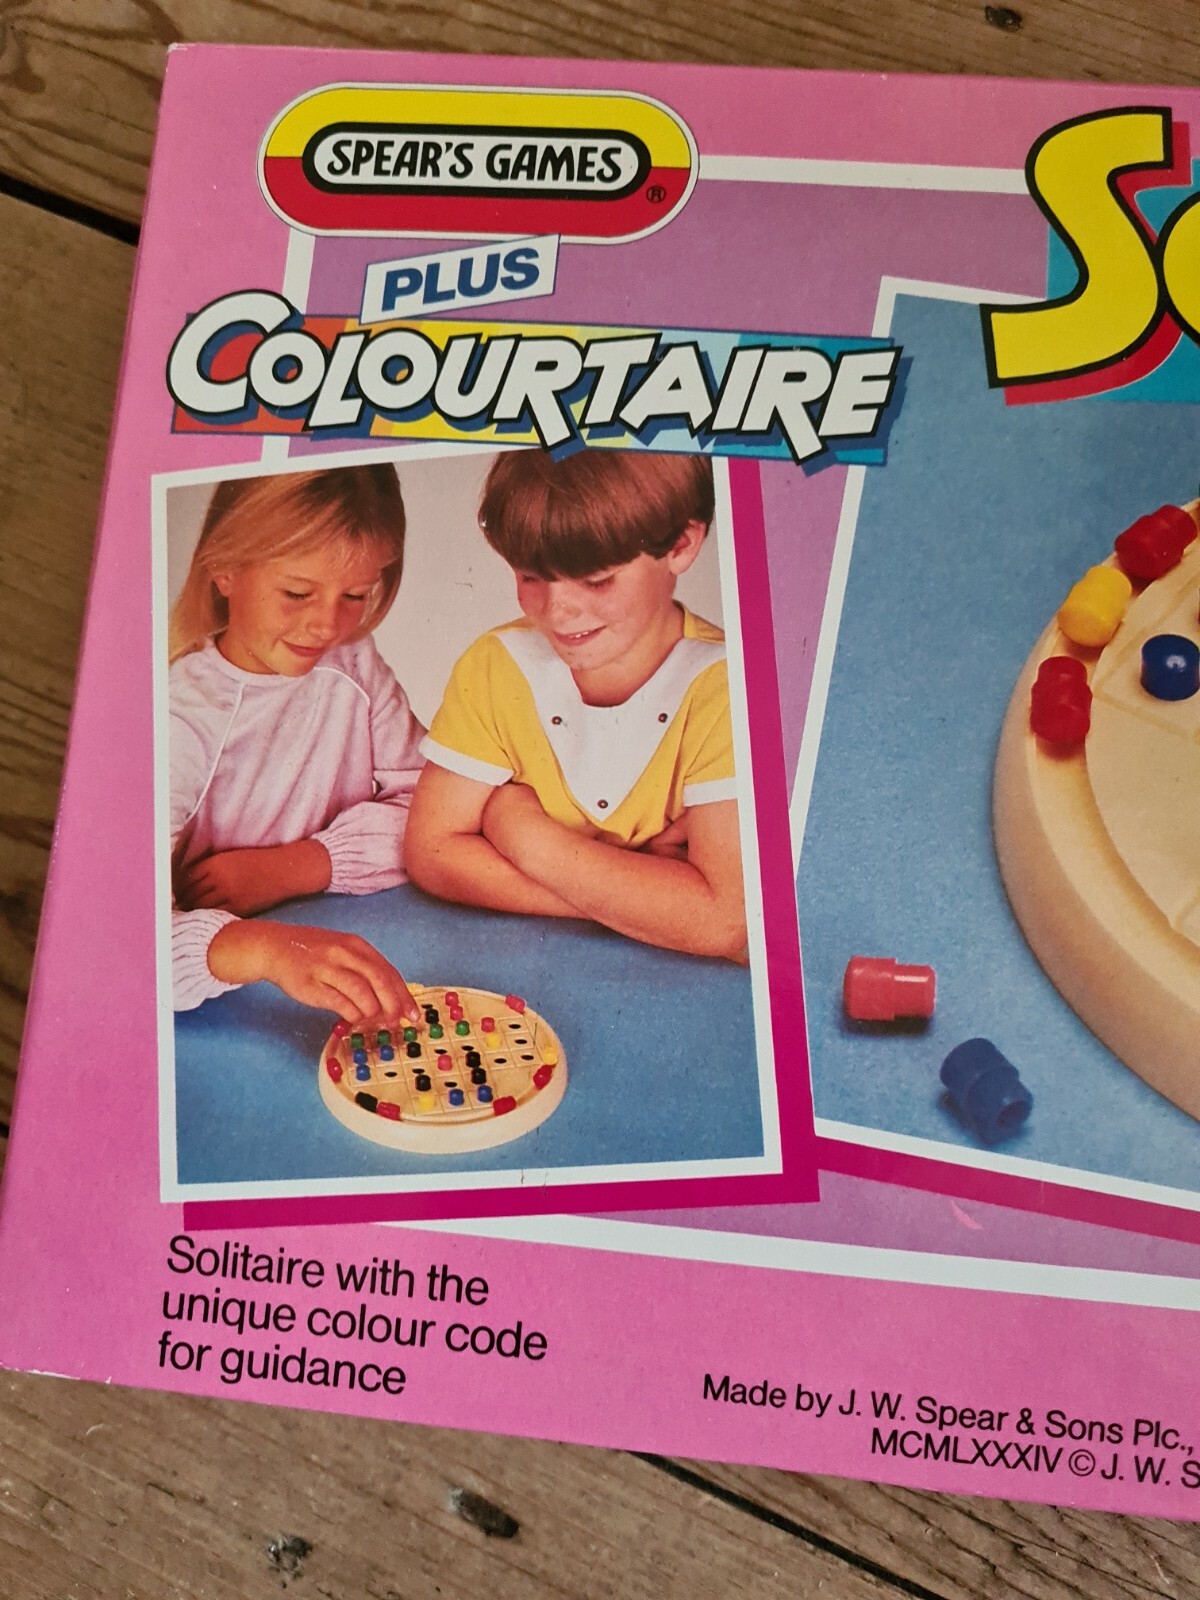 SPEAR'S GAMES
®
PLUS
COLOURTAIRE
Solitaire with the
unique colour code
for guidance
Made by J. W. Spear & Sons Plc.,
MCMLXXXIV © J. W. S